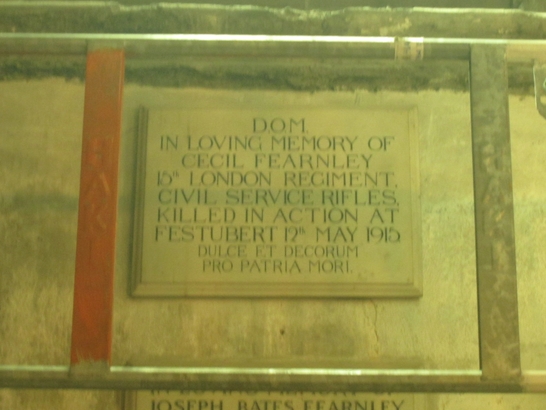 D.O.M.
IN LOVING MEMORY OF
CECIL FEARNLEY
15th LONDON REGIMENT,
CIVIL SERVICE RIFLES,
KILLED IN ACTION AT
FESTUBERT 19th MAY 1915
DULCE ET DECORUM
PRO PATRIA MORI.
JOSEPH BATES FEARNLEY